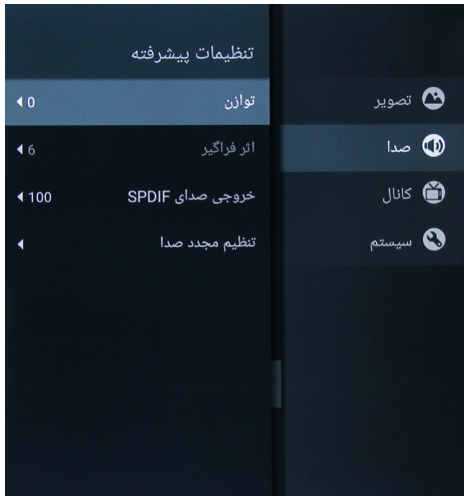 تنظیمات پیشرفته
توازن 0
اثر فراگیر 6
خروجی صدای SPDIF 100
تنظیم مجدد صدا
تصویر
صدا
کانال
سیستم